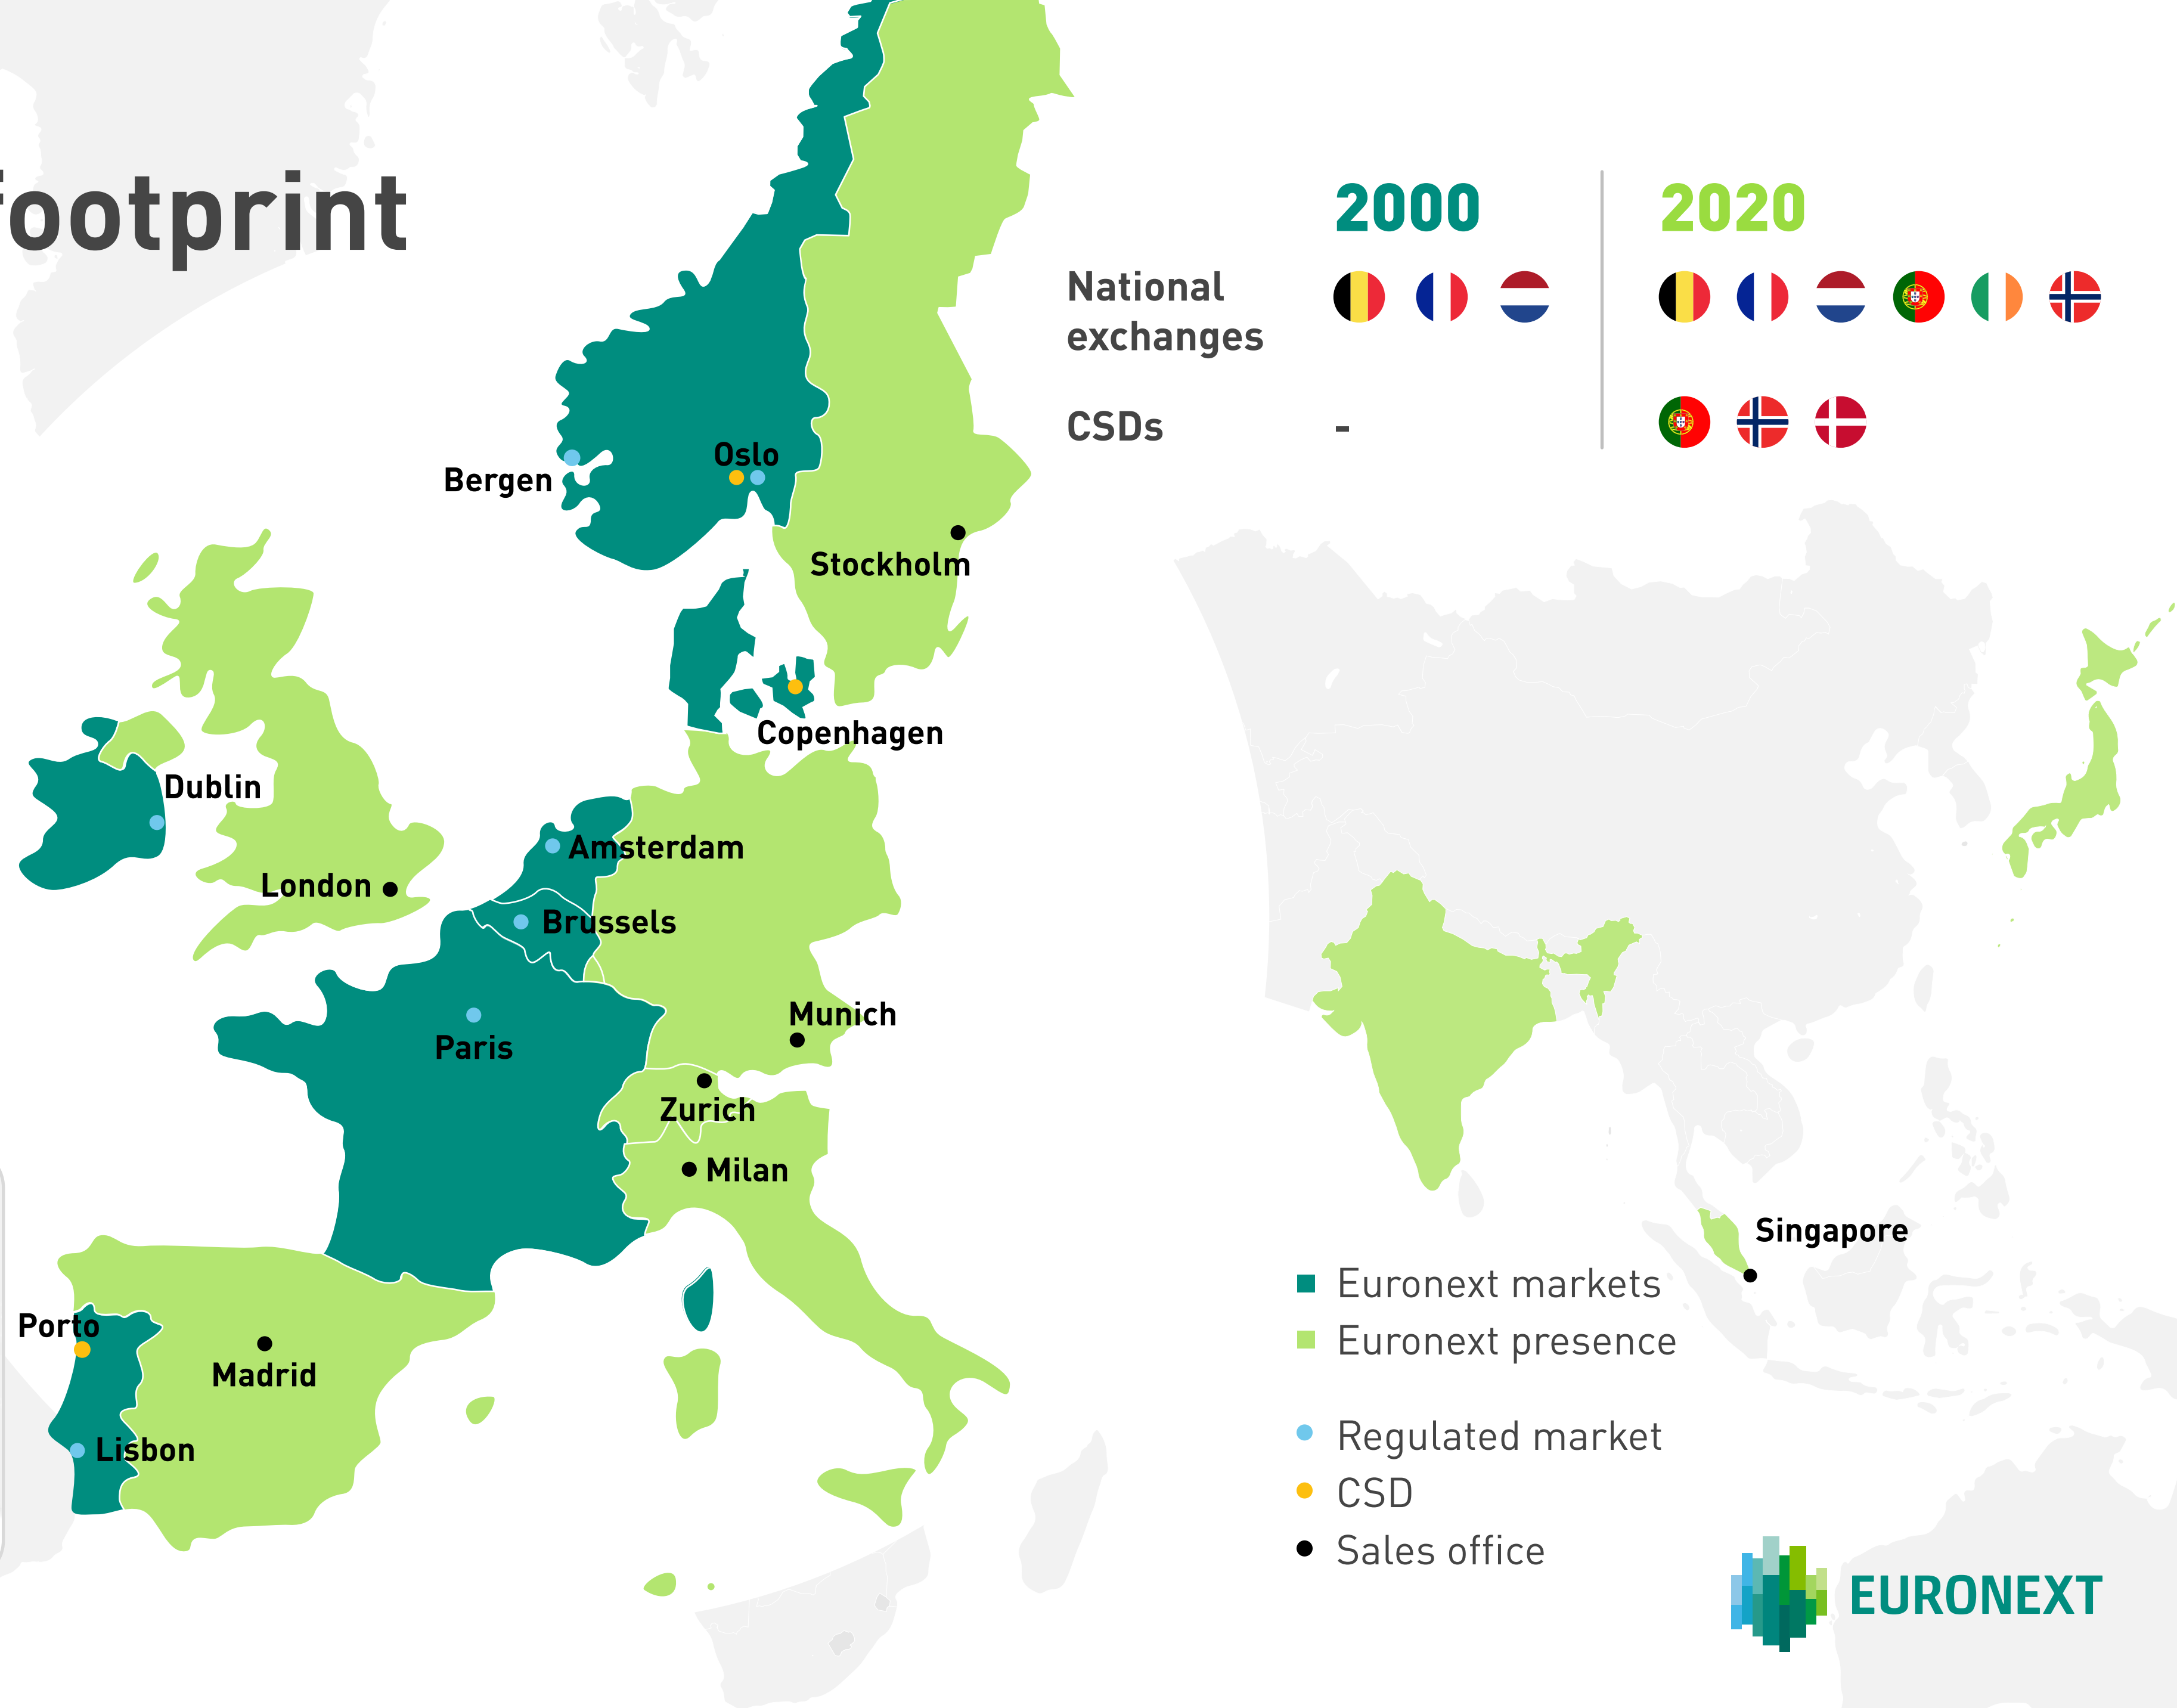 ootprint
2000
2020
National
exchanges
CSDs
-
Bergen
Oslo
Stockholm
Copenhagen
Dublin
Amsterdam
London
Brussels
Munich
Paris
Zurich
Milan
Singapore
Porto
Madrid
Lisbon
Euronext markets
Euronext presence
Regulated market
CSD
Sales office
EURONEXT